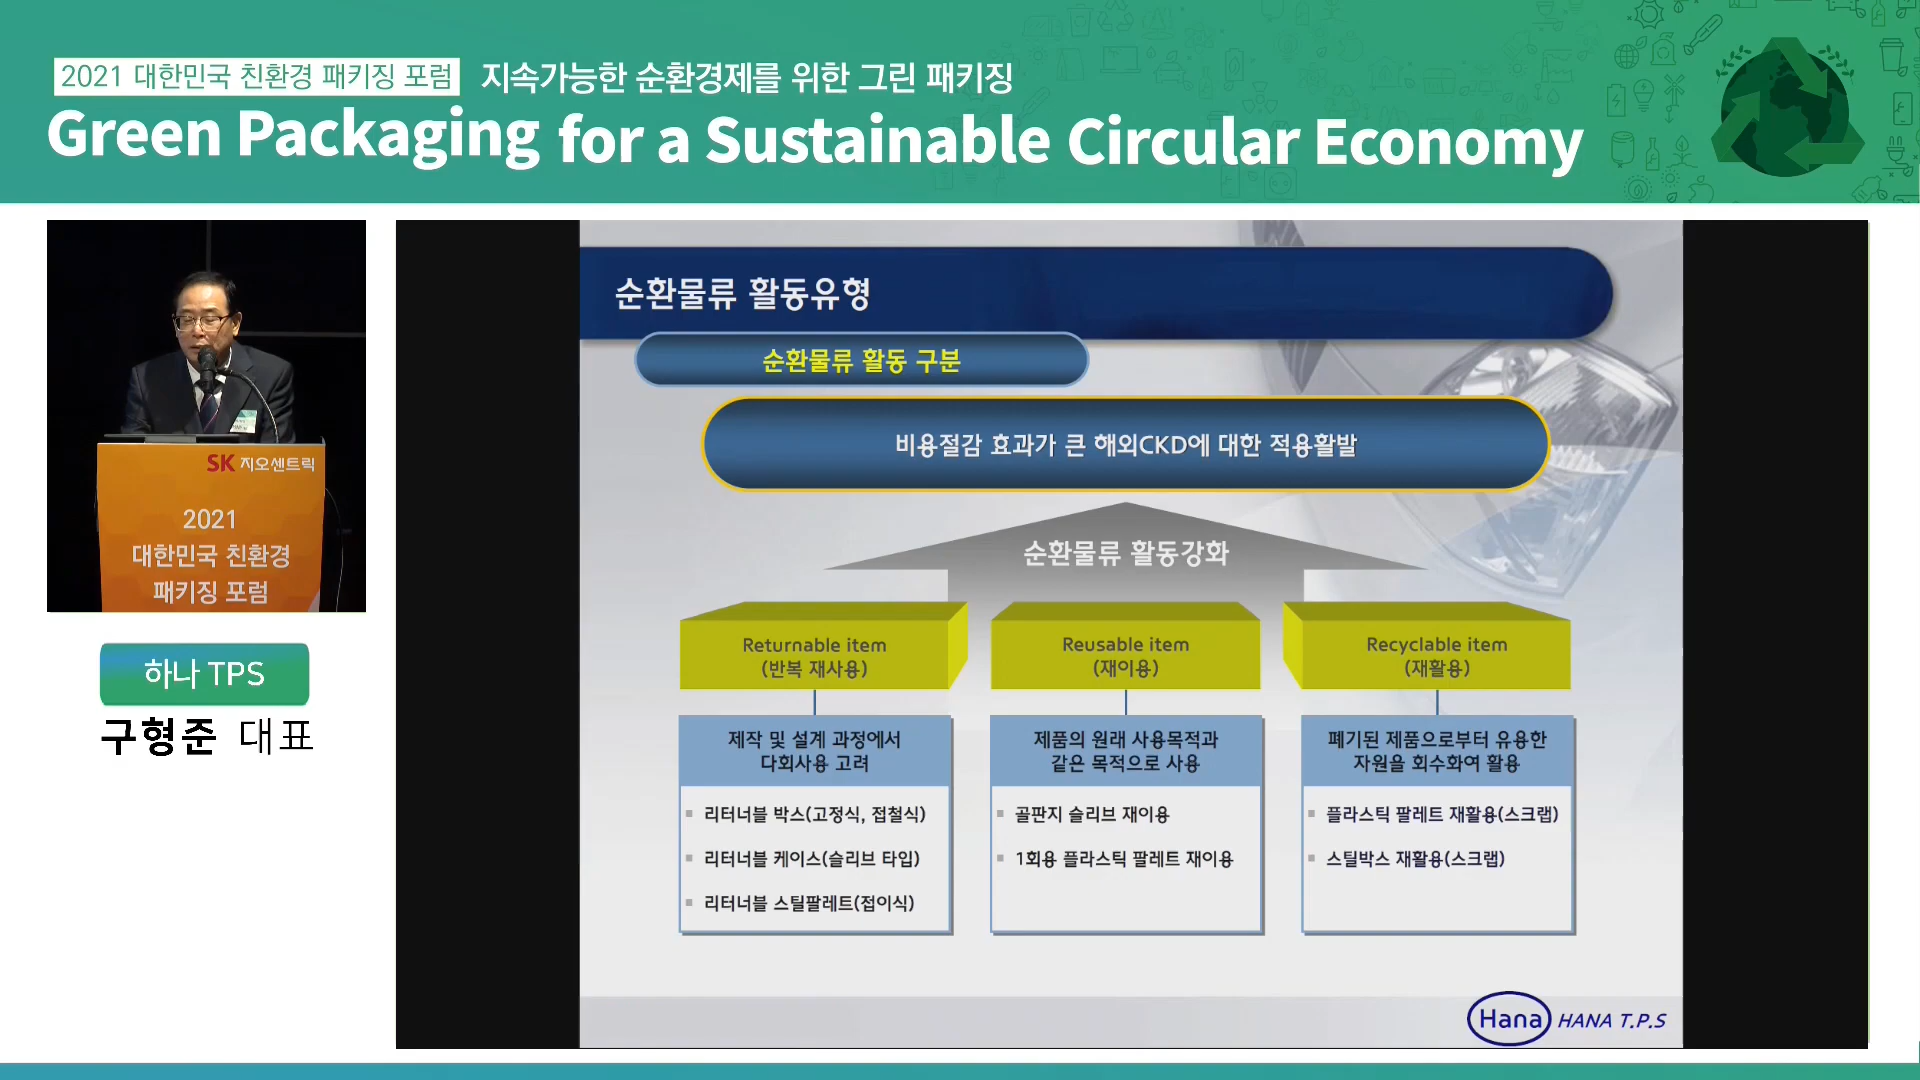 2021 대한민국 친환경 패키징 포럼 지속가능한 순환경제를 위한 그린 패키징
Green Packaging for a Sustainable Circular Economy
SK 지오센트릭
2021
대한민국 친환경
패키징 포럼
하나 TPS
구형준 대표
순환물류 활동유형
순환물류 활동 구분
비용절감 효과가 큰 해외CKD에 대한 적용활발
순환물류 활동강화
Returnable item
(반복 재사용)
제작 및 설계 과정에서
다회사용 고려
리터너블 박스(고정식, 접철식)
리터너블 케이스(슬리브 타입)
리터너블 스틸팔레트(접이식)
Reusable item
(재이용)
제품의 원래 사용목적과
같은 목적으로 사용
골판지 슬리브 재이용
1회용 플라스틱 팔레트 재이용
Recyclable item
(재활용)
폐기된 제품으로부터 유용한
자원을 회수화여 활용
플라스틱 팔레트 재활용(스크랩)
스틸박스 재활용(스크랩)
Hana HANA T.P.S